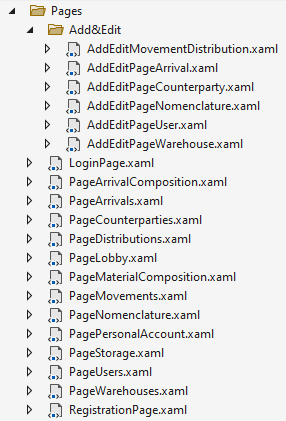 Pages
Add&Edit
AddEditMovementDistribution.xaml
AddEditPageArrival.xaml
AddEditPageCounterparty.xaml
AddEditPageNomenclature.xaml
AddEditPageUser.xaml
AddEditPageWarehouse.xaml
LoginPage.xaml
PageArrivalComposition.xaml
PageArrivals.xaml
PageCounterparties.xaml
PageDistributions.xaml
PageLobby.xaml
PageMaterialComposition.xaml
PageMovements.xaml
PageNomenclature.xaml
PagePersonalAccount.xaml
PageStorage.xaml
PageUsers.xaml
PageWarehouses.xaml
RegistrationPage.xaml